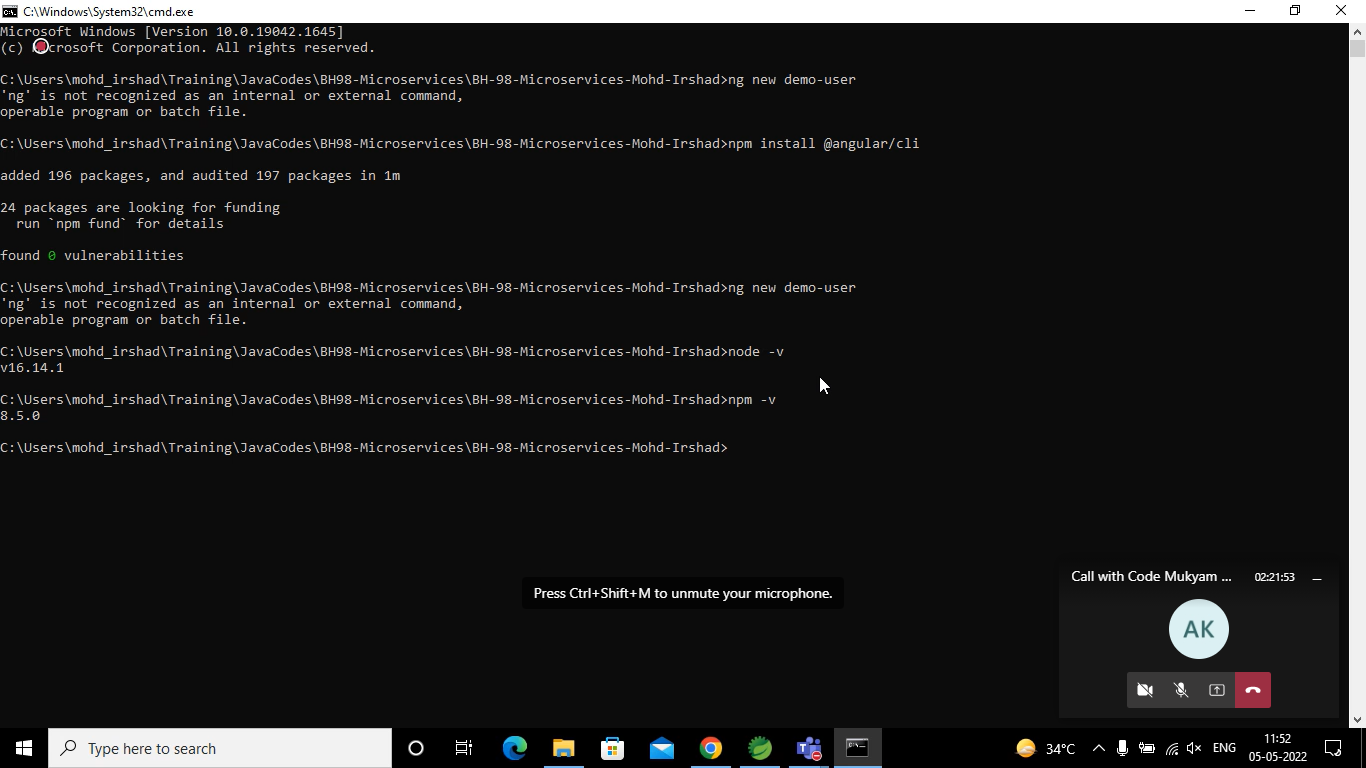 C:\Windows\System32\cmd.exe
Microsoft Windows [Version 10.0.19042.1645]
(c) Microsoft Corporation. All rights reserved.
C:\Users\mohd_irshad\Training\JavaCodes\BH98-Microservices\BH-98-Microservices-Mohd-Irshad>ng new demo-user
'ng' is not recognized as an internal or external command,
operable program or batch file.
C:\Users\mohd_irshad\Training\JavaCodes\BH98-Microservices\BH-98-Microservices-Mohd-Irshad>npm install @angular/cli
added 196 packages, and audited 197 packages in 1m
24 packages are looking for funding
  run `npm fund` for details
found 0 vulnerabilities
C:\Users\mohd_irshad\Training\JavaCodes\BH98-Microservices\BH-98-Microservices-Mohd-Irshad>ng new demo-user
'ng' is not recognized as an internal or external command,
operable program or batch file.
C:\Users\mohd_irshad\Training\JavaCodes\BH98-Microservices\BH-98-Microservices-Mohd-Irshad>node -v
v16.14.1
C:\Users\mohd_irshad\Training\JavaCodes\BH98-Microservices\BH-98-Microservices-Mohd-Irshad>npm -v
8.5.0
C:\Users\mohd_irshad\Training\JavaCodes\BH98-Microservices\BH-98-Microservices-Mohd-Irshad>
Call with Code Mukyam ... 02:21:53
Press Ctrl+Shift+M to unmute your microphone.
AK
Type here to search
34°C ENG 11:52
05-05-2022